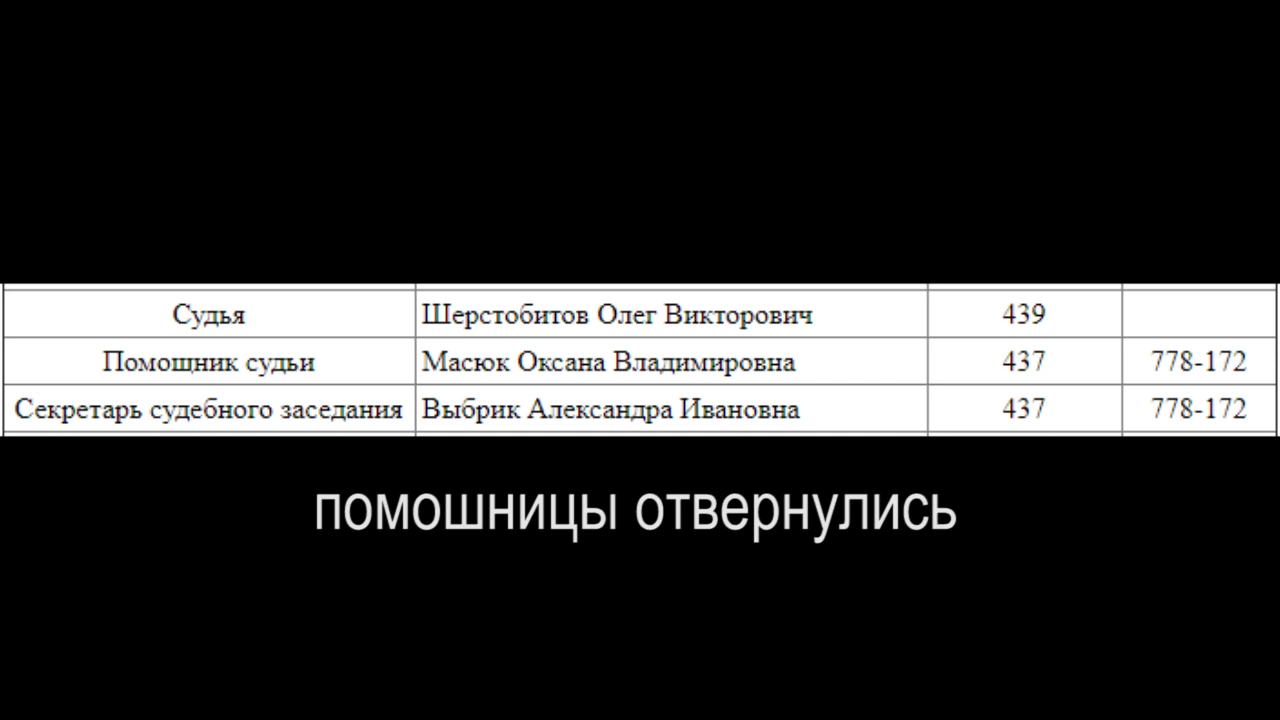 Судья Шерстобитов Олег Викторович 439
Помощник судьи Масюк Оксана Владимировна 437 778-172
Секретарь судебного заседания Выбрик Александра Ивановна 437 778-172
помошницы отвернулись